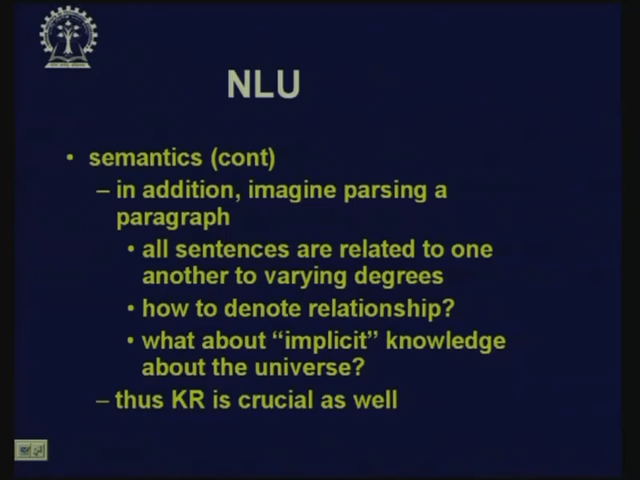 NLU
• semantics (cont)
– in addition, imagine parsing a
paragraph
• all sentences are related to one
another to varying degrees
• how to denote relationship?
• what about “implicit” knowledge
about the universe?
– thus KR is crucial as well